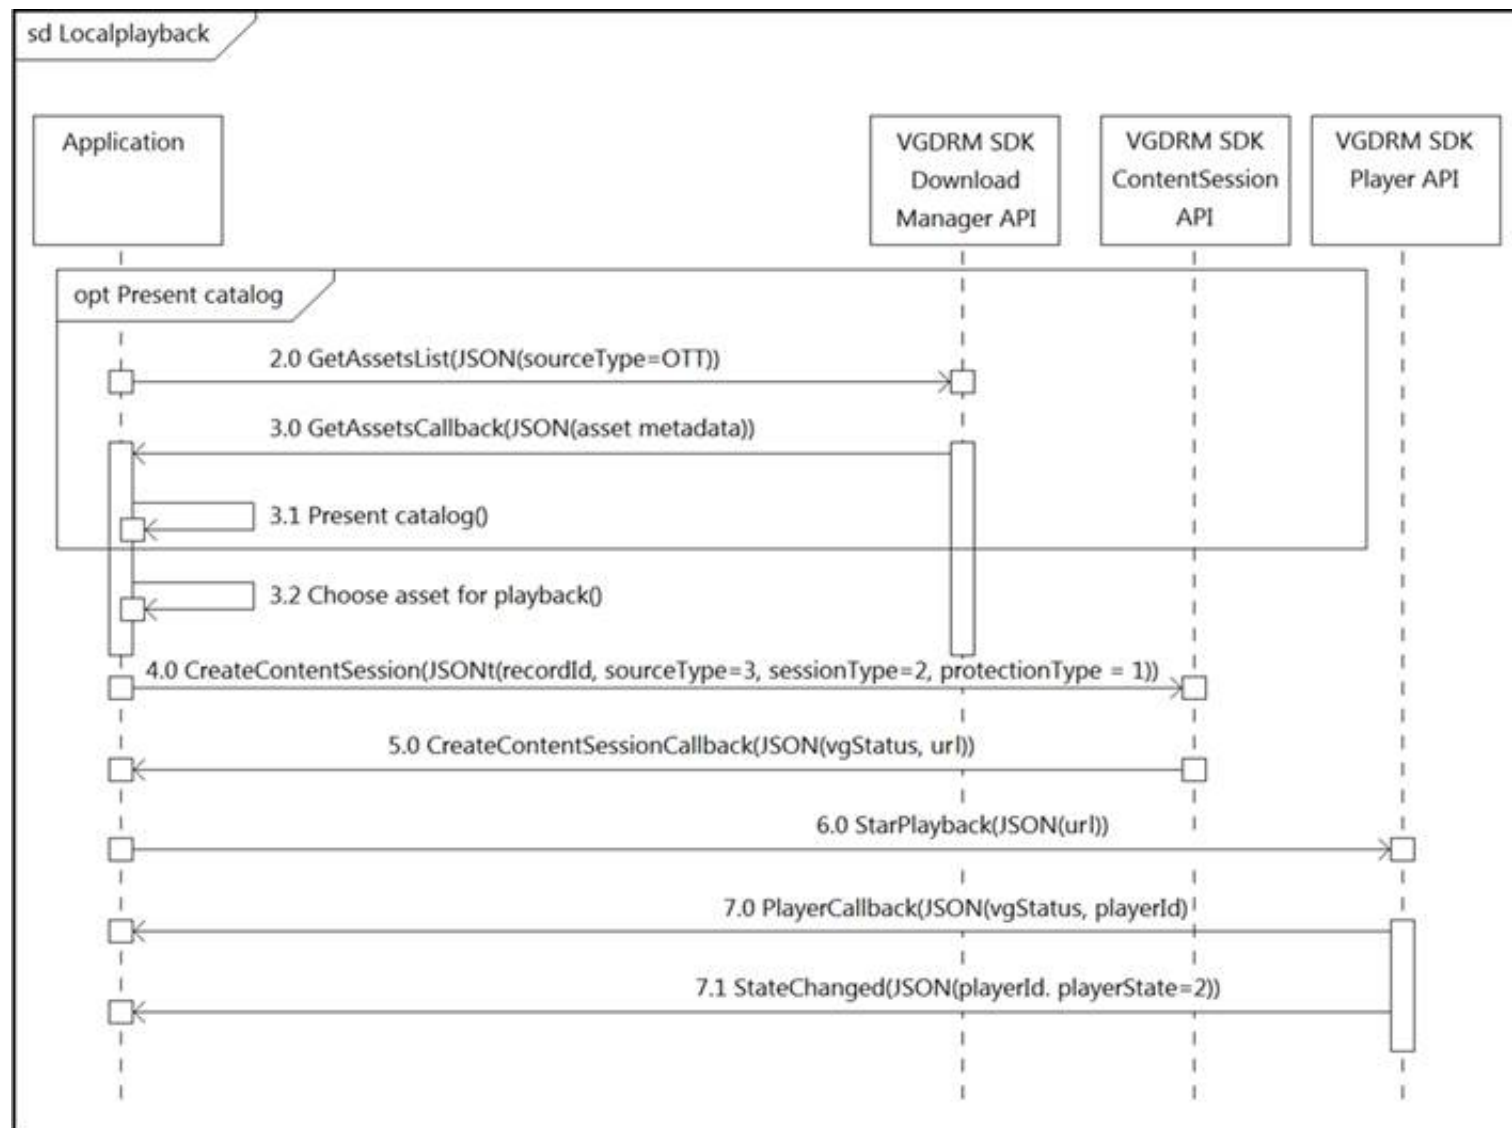 sd Localplayback
Application
VGDRM SDK
Download
Manager API
VGDRM SDK
ContentSession
API
VGDRM SDK
Player API
opt Present catalog
2.0 GetAssetsList(JSON(sourceType=OTT))
3.0 GetAssetsCallback(JSON(asset metadata))
3.1 Present catalog()
3.2 Choose asset for playback()
4.0 CreateContentSession(JSONt(recordId, sourceType=3, sessionType=2, protectionType = 1))
5.0 CreateContentSessionCallback(JSON(vgStatus, url))
6.0 StarPlayback(JSON(url))
7.0 PlayerCallback(JSON(vgStatus, playerId)
7.1 StateChanged(JSON(playerId. playerState=2))